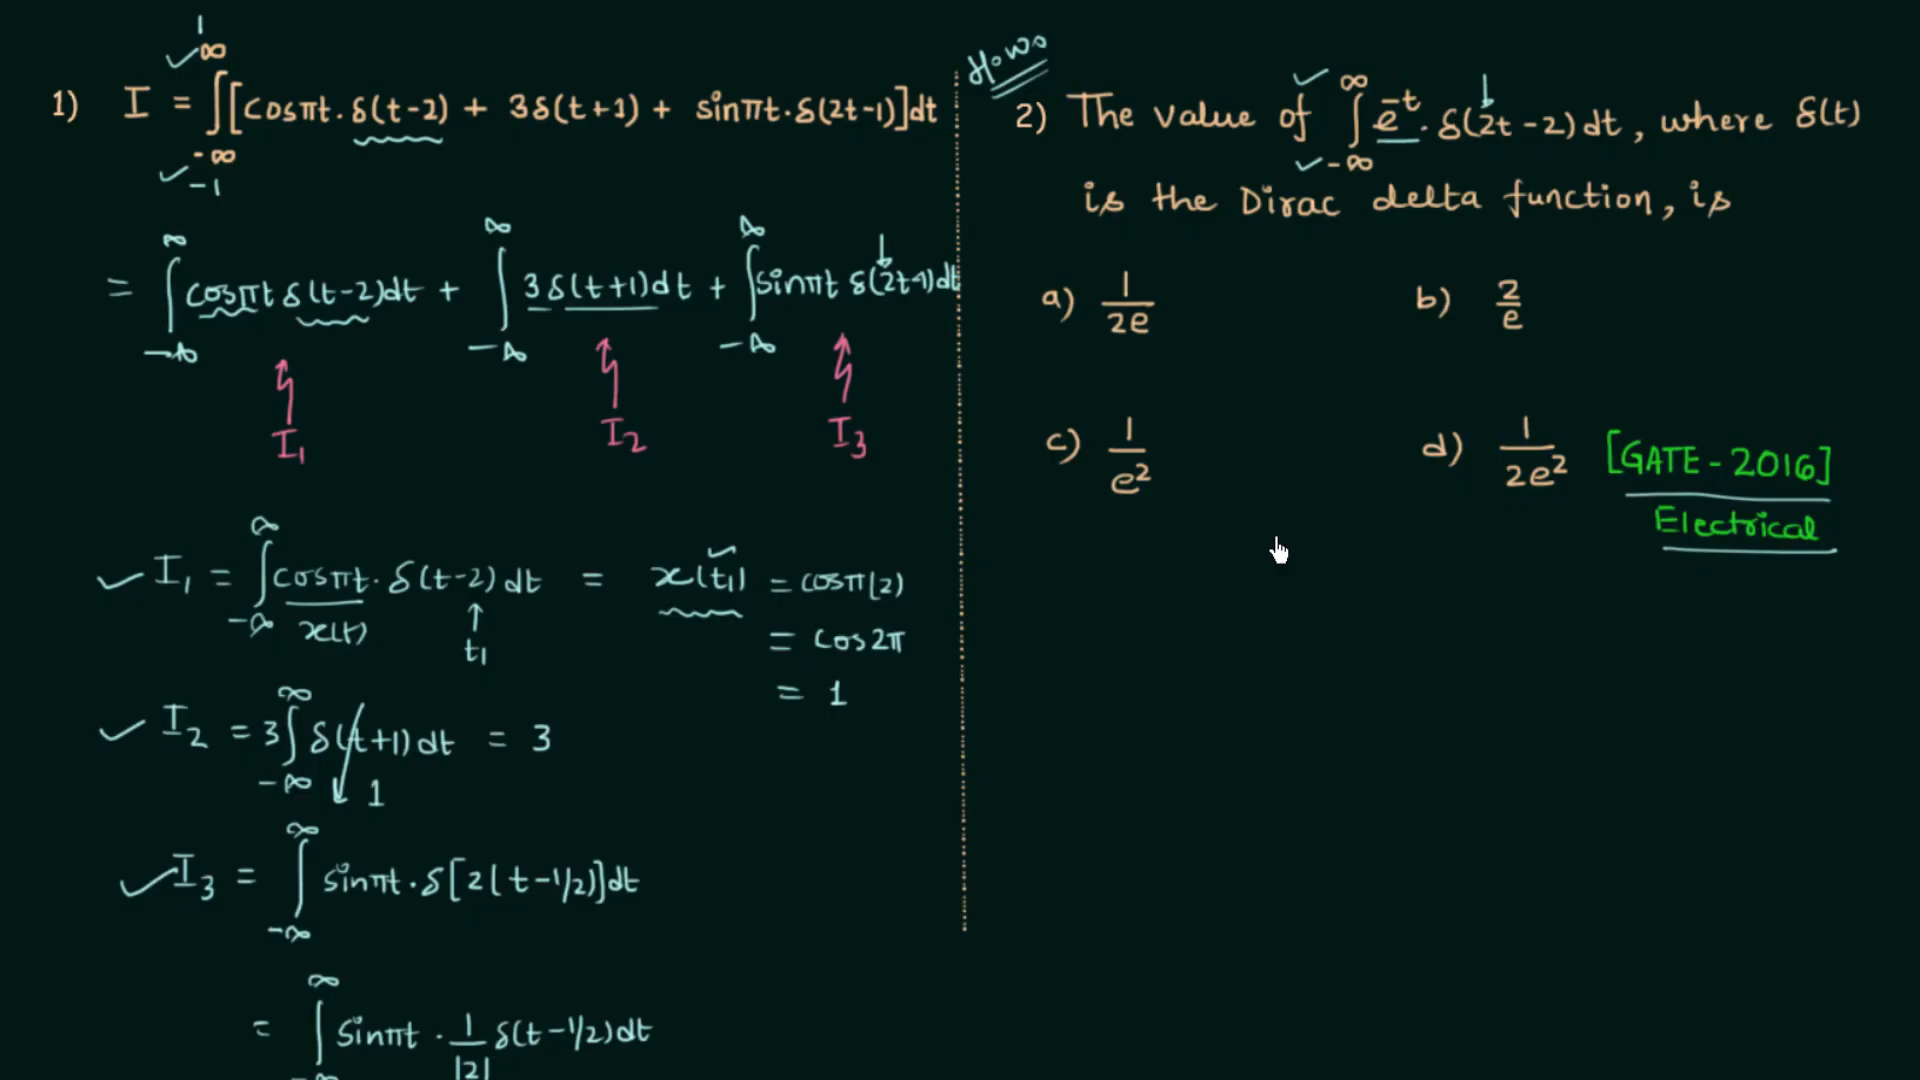 1) I = ∫_{-∞}^{∞} [cosπt·δ(t-2) + 3δ(t+1) + sinπt·δ(2t-1)]dt
1
-1
= ∫_{-∞}^{∞} cosπt δ(t-2)dt + ∫_{-∞}^{∞} 3δ(t+1)dt + ∫_{-∞}^{∞} sinπt δ(2t-1)dt
I₁ I₂ I₃
I₁ = ∫_{-∞}^{∞} cosπt·δ(t-2)dt = x(t₁) = cosπ(2)
x(t) t₁ = cos2π
= 1
I₂ = 3∫_{-∞}^{∞} δ(t+1)dt = 3
1
I₃ = ∫_{-∞}^{∞} sinπt·δ[2(t-1/2)]dt
= ∫_{-∞}^{∞} sinπt·1/|2| δ(t-1/2)dt
2) The value of ∫_{-∞}^{∞} e^{-t}·δ(2t-2)dt, where δ(t)
is the Dirac delta function, is
a) 1/2e b) 2/e
c) 1/e² d) 1/2e² [GATE-2016]
Electrical